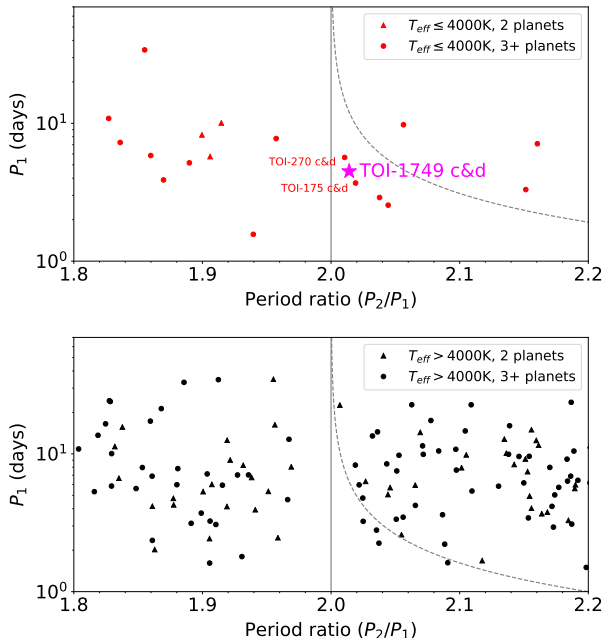 T_eff ≤ 4000K, 2 planets
T_eff ≤ 4000K, 3+ planets
10^1
10^0
P_1 (days)
TOI-270 c&d
TOI-1749 c&d
TOI-175 c&d
1.8 1.9 2.0 2.1 2.2
Period ratio (P_2/P_1)
T_eff > 4000K, 2 planets
T_eff > 4000K, 3+ planets
10^1
10^0
P_1 (days)
1.8 1.9 2.0 2.1 2.2
Period ratio (P_2/P_1)